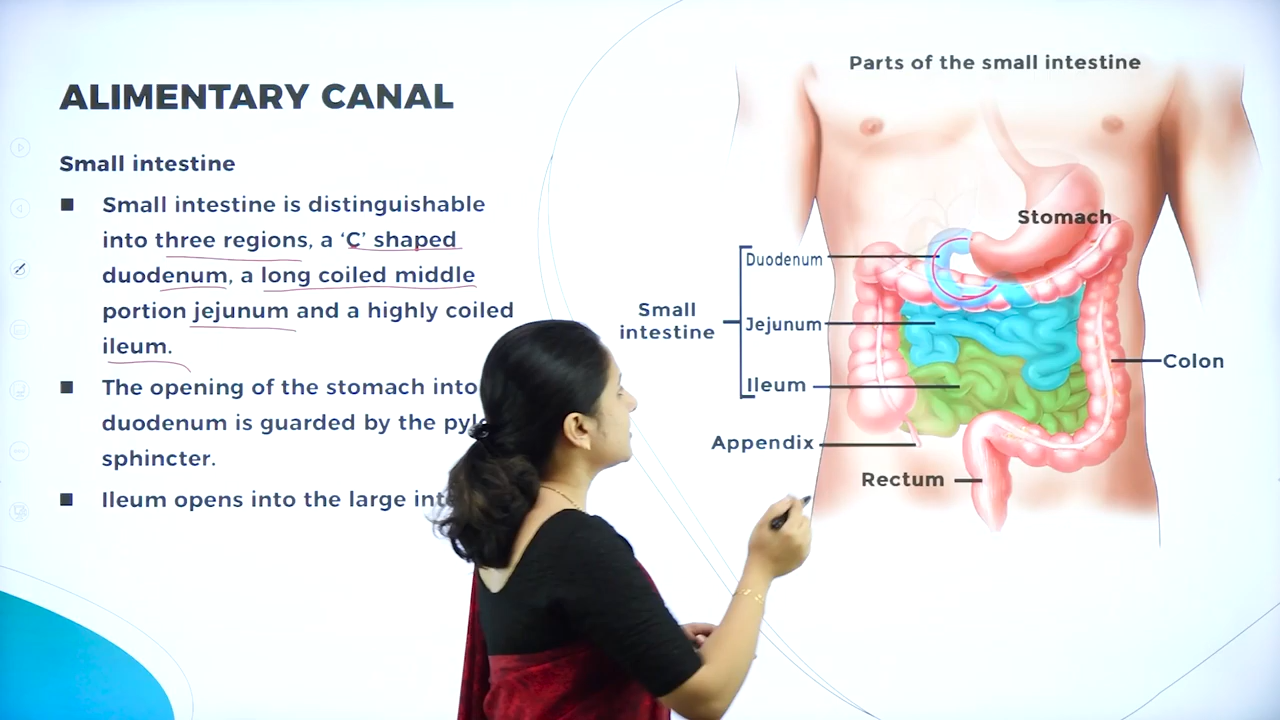 ALIMENTARY CANAL
Small intestine
Small intestine is distinguishable
into three regions, a ‘C’ shaped
duodenum, a long coiled middle
portion jejunum and a highly coiled
ileum.
The opening of the stomach into
duodenum is guarded by the
sphincter.
Ileum opens into the large
Parts of the small intestine
Stomach
Duodenum
Small
intestine
Jejunum
Ileum
Colon
Appendix
Rectum